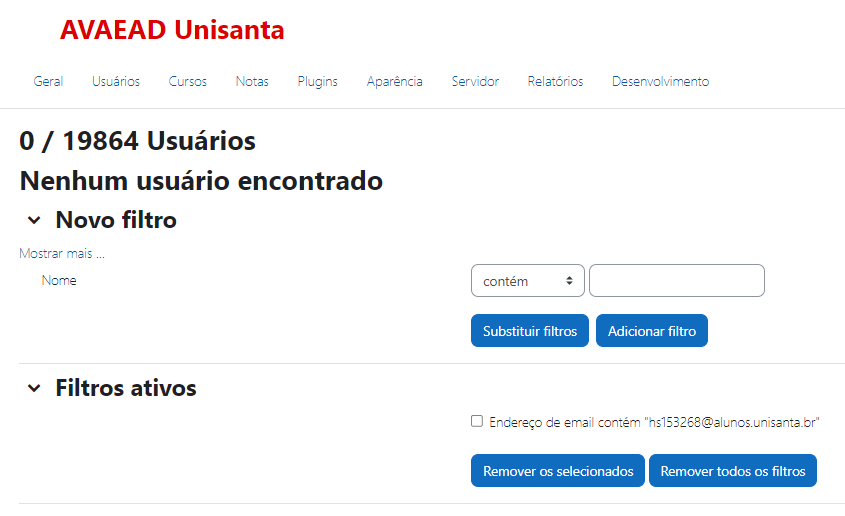 AVAEAD Unisanta
Geral Usuários Cursos Notas Plugins Aparência Servidor Relatórios Desenvolvimento
0 / 19864 Usuários
Nenhum usuário encontrado
Novo filtro
Mostrar mais ...
Nome contém
Substituir filtros Adicionar filtro
Filtros ativos
Endereço de email contém "hs153268@alunos.unisanta.br"
Remover os selecionados Remover todos os filtros